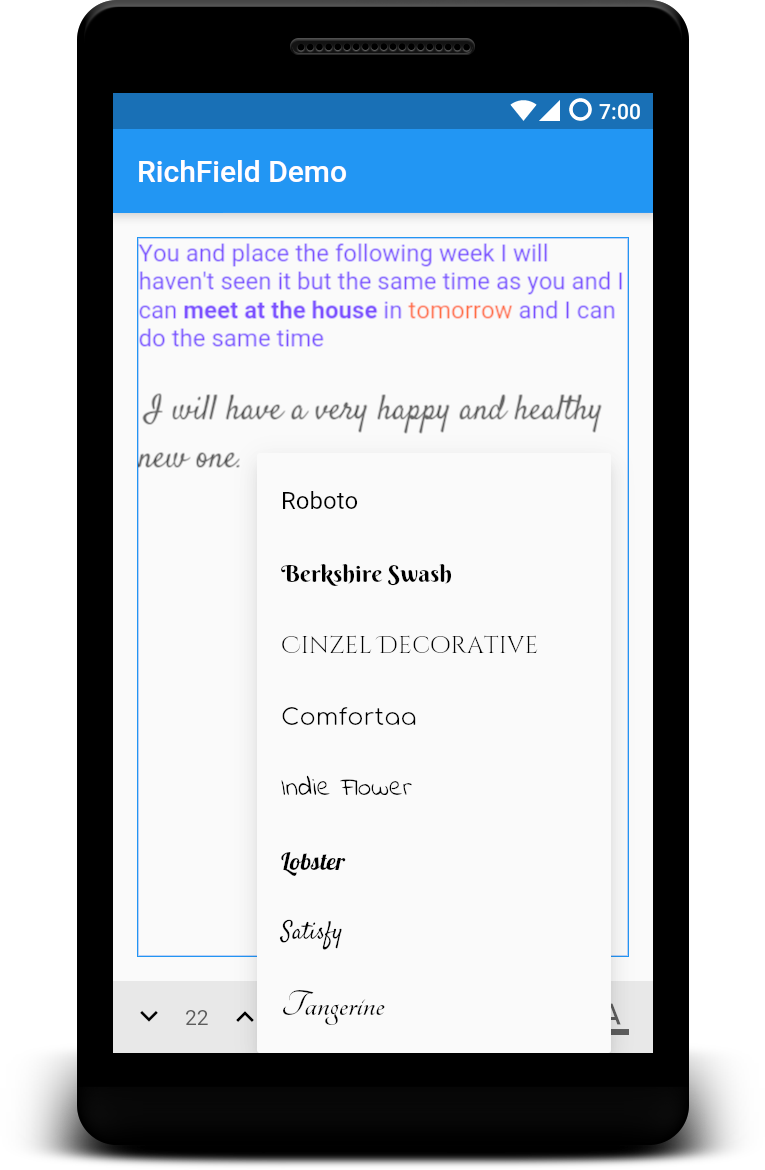 7:00
RichField Demo
You and place the following week I will
haven't seen it but the same time as you and I
can meet at the house in tomorrow and I can
do the same time
I will have a very happy and healthy
new one.
Roboto
Berkshire Swash
Cinzel Decorative
Comfortaa
Indie Flower
Lobster
Satisfy
Tangerine
22
A